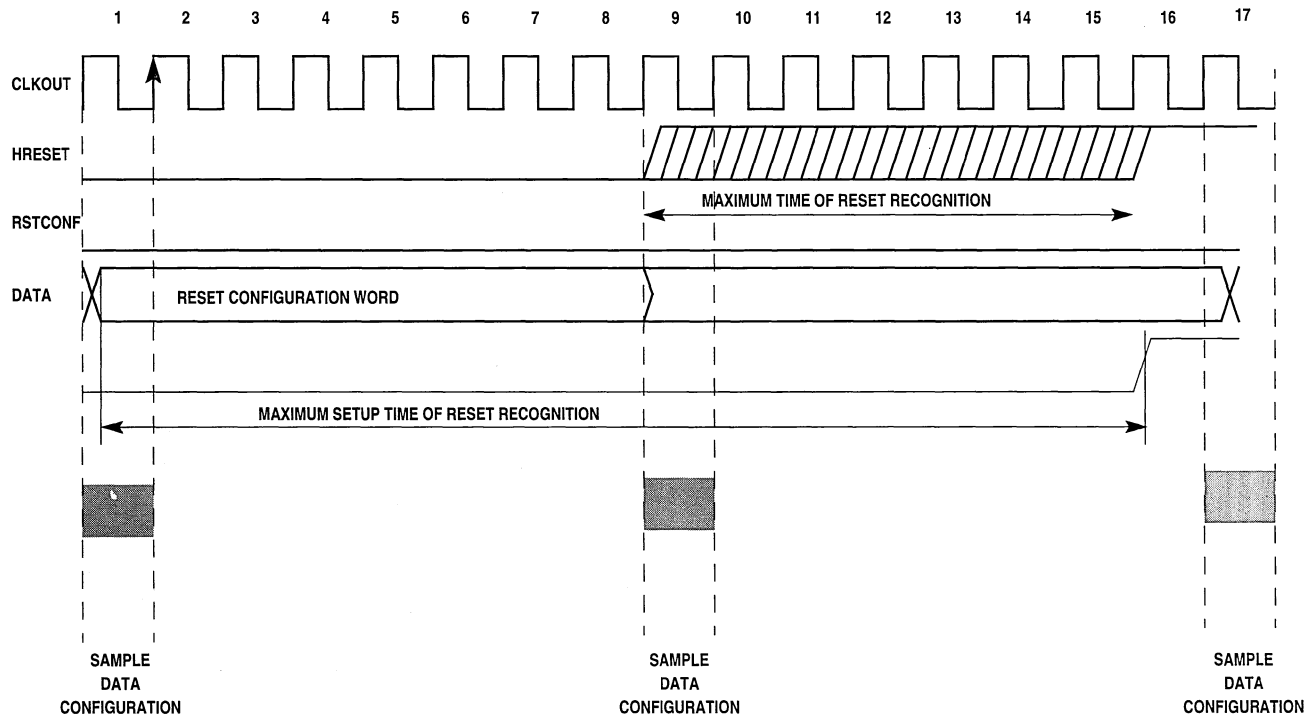 1 2 3 4 5 6 7 8 9 10 11 12 13 14 15 16 17
CLKOUT
HRESET
MAXIMUM TIME OF RESET RECOGNITION
RSTCONF
DATA
RESET CONFIGURATION WORD
MAXIMUM SETUP TIME OF RESET RECOGNITION
SAMPLE
DATA
CONFIGURATION
SAMPLE
DATA
CONFIGURATION
SAMPLE
DATA
CONFIGURATION